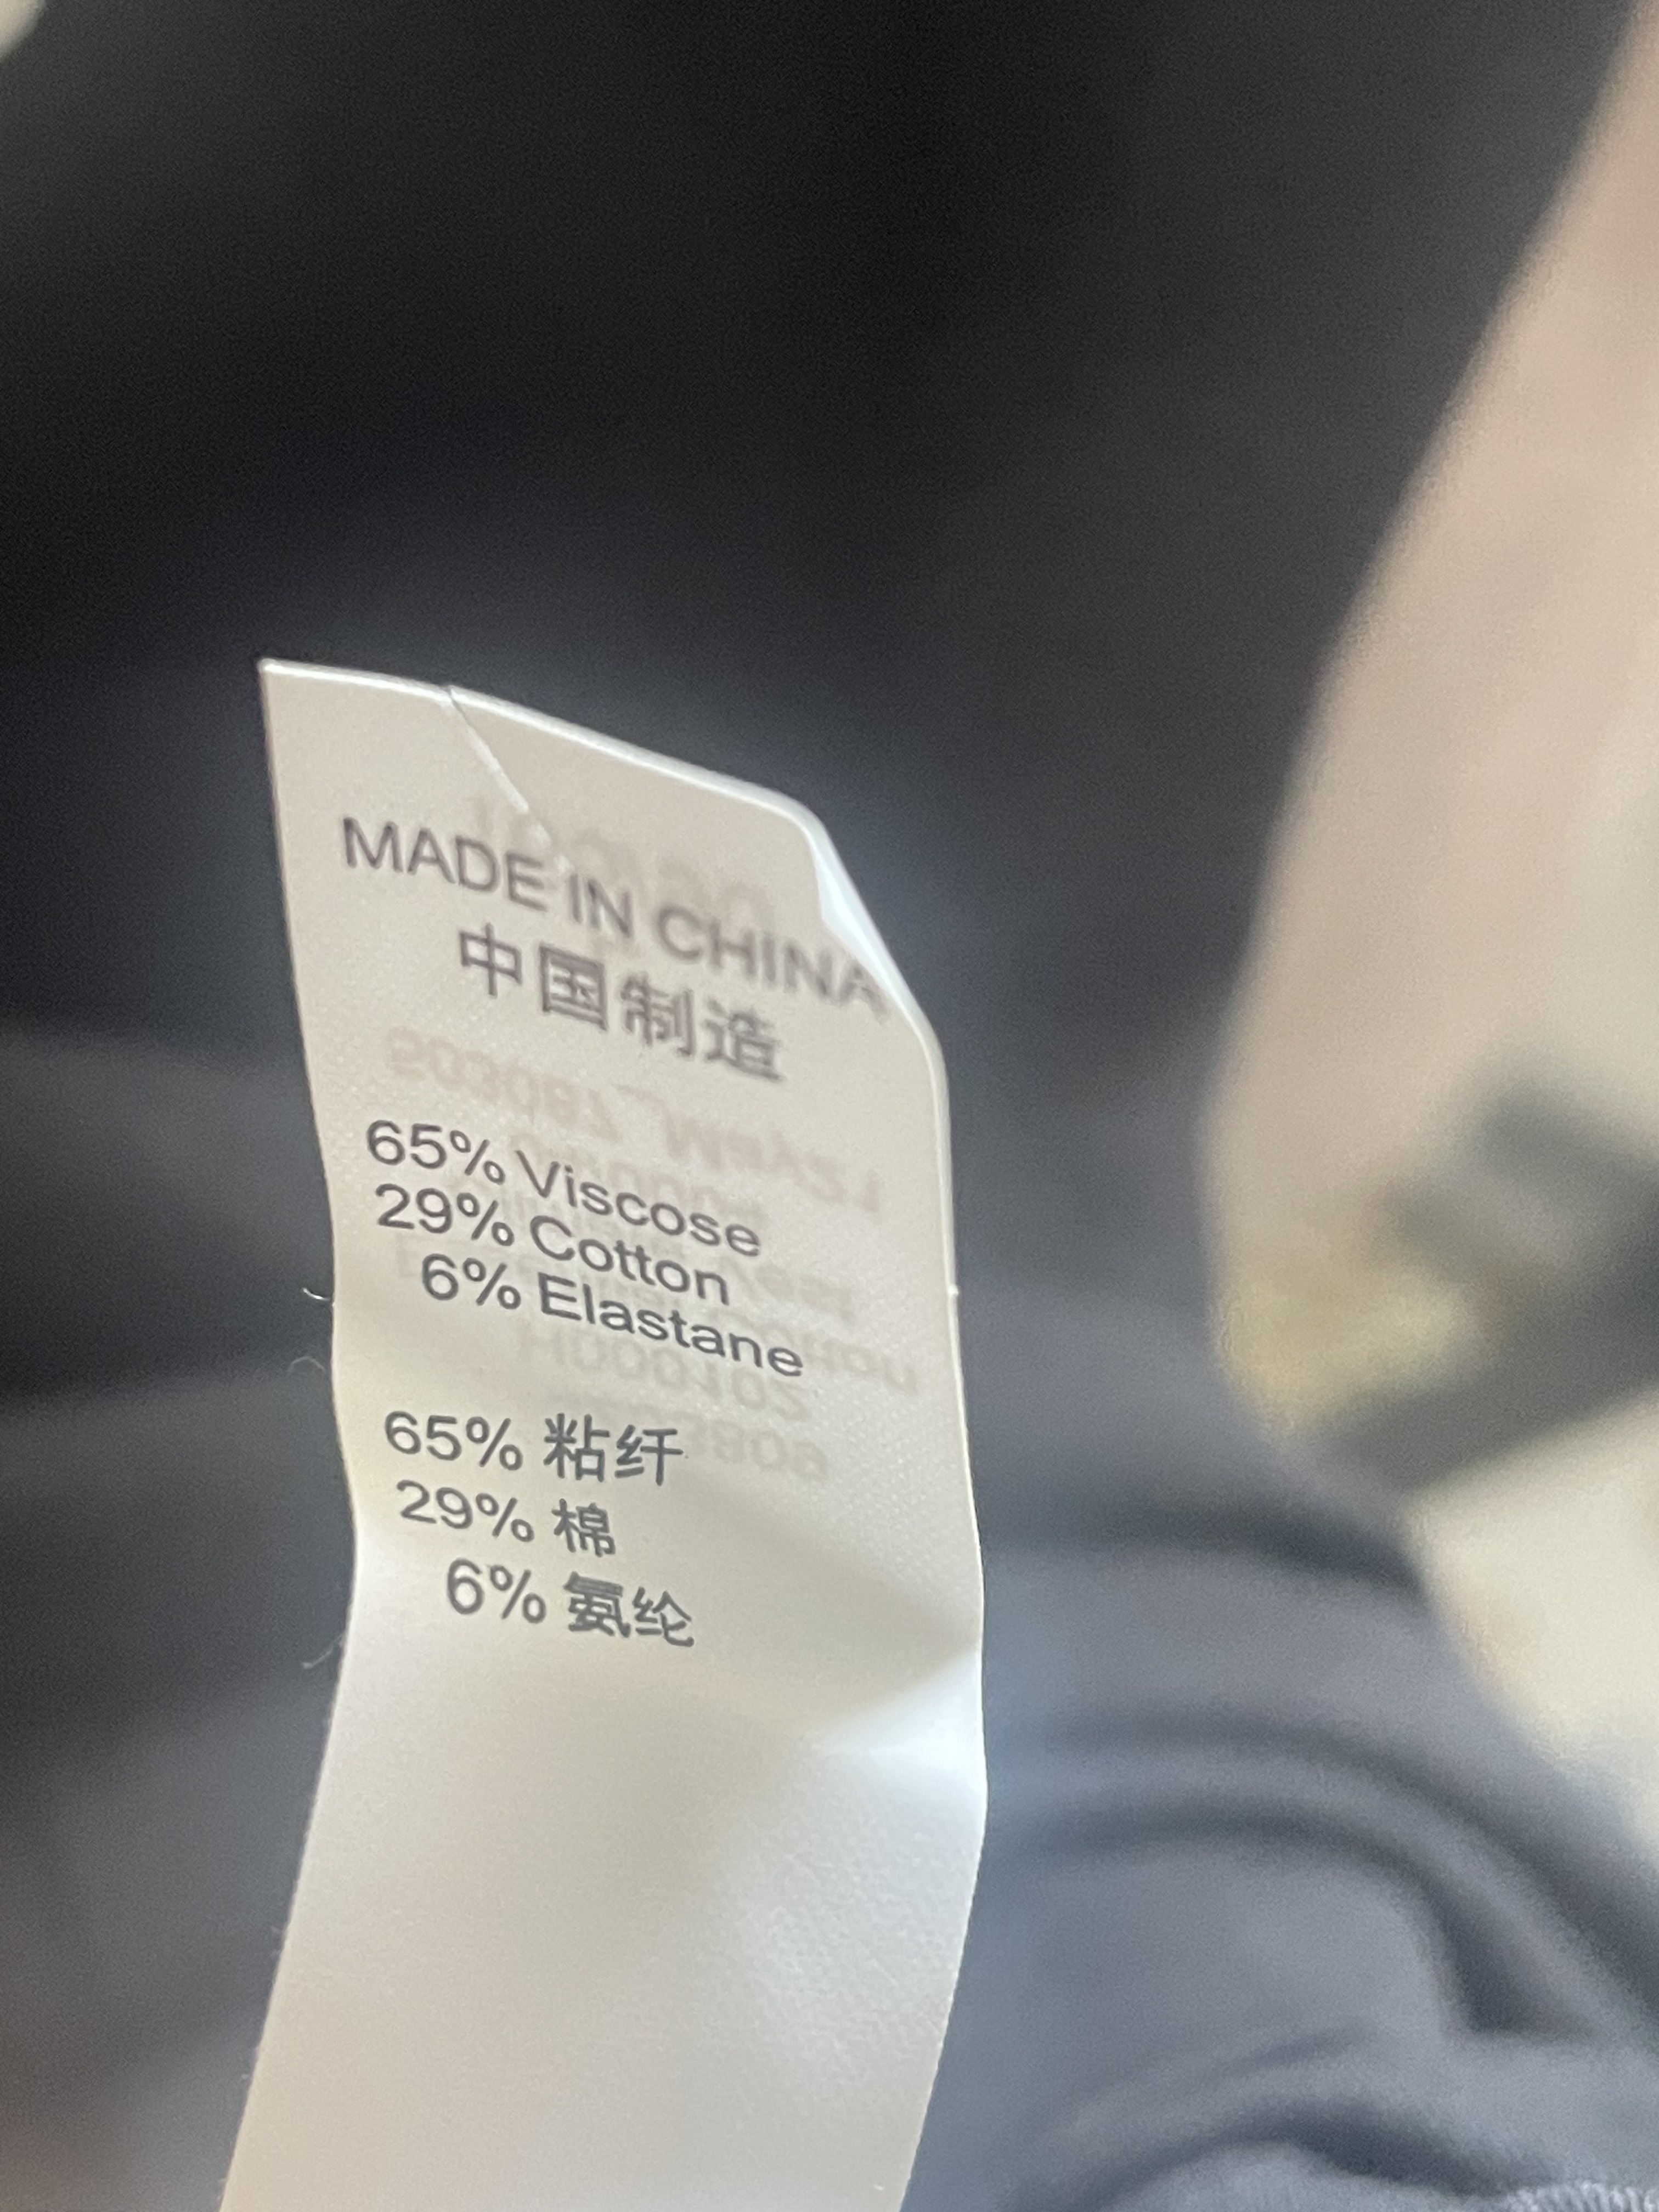 MADE IN CHINA
中国制造
65% Viscose
29% Cotton
6% Elastane
65% 粘纤
29% 棉
6% 氨纶